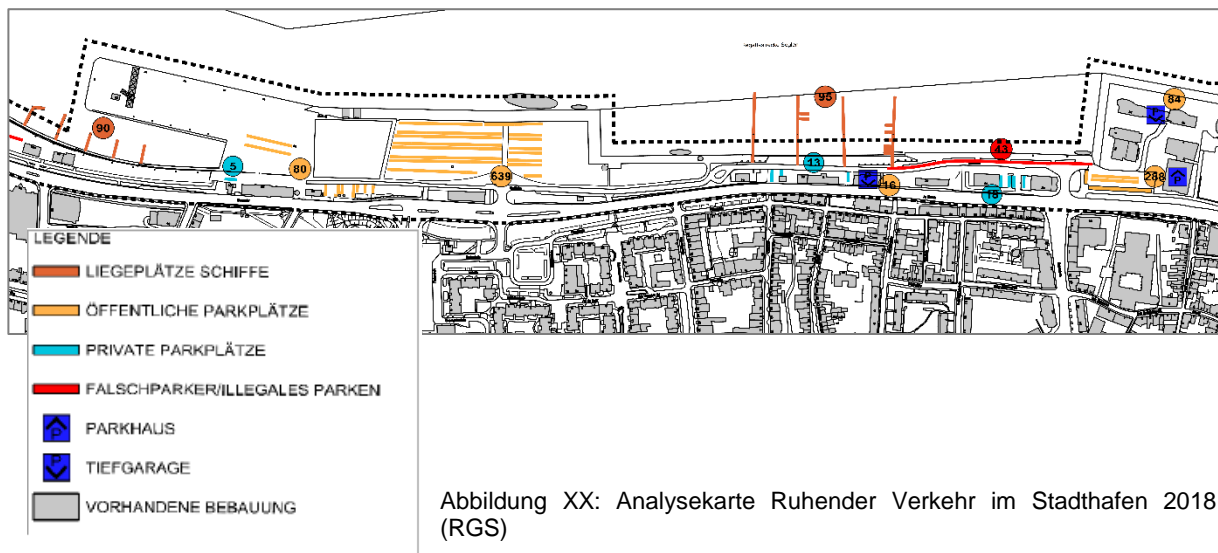 84
95
90
43
5
13
80
639
288
16
18
LEGENDE
LIEGEPLÄTZE SCHIFFE
ÖFFENTLICHE PARKPLÄTZE
PRIVATE PARKPLÄTZE
FALSCHPARKER/ILLEGALES PARKEN
P PARKHAUS
P TIEFGARAGE
VORHANDENE BEBAUUNG
Abbildung XX: Analysekarte Ruhender Verkehr im Stadthafen 2018
(RGS)